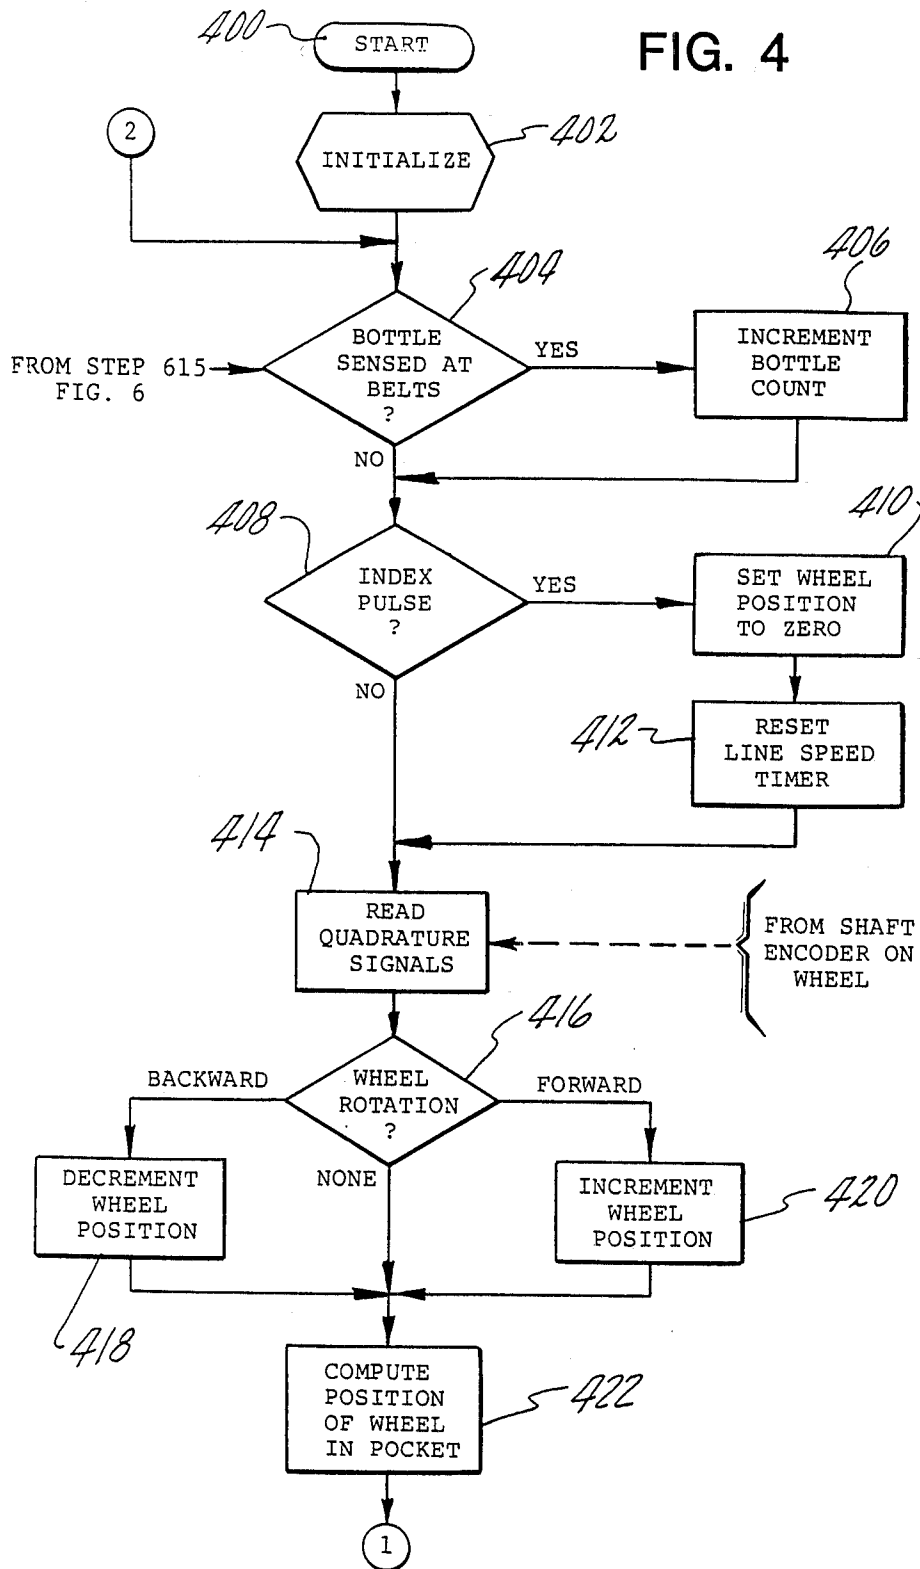 400
START
FIG. 4
2
INITIALIZE
402
404
406
BOTTLE
SENSED AT
BELTS
?
YES
INCREMENT
BOTTLE
COUNT
FROM STEP 615
FIG. 6
NO
408
410
INDEX
PULSE
?
YES
SET WHEEL
POSITION
TO ZERO
NO
412
RESET
LINE SPEED
TIMER
414
READ
QUADRATURE
SIGNALS
FROM SHAFT
ENCODER ON
WHEEL
416
BACKWARD
WHEEL
ROTATION
?
FORWARD
NONE
DECREMENT
WHEEL
POSITION
418
INCREMENT
WHEEL
POSITION
420
COMPUTE
POSITION
OF WHEEL
IN POCKET
422
1